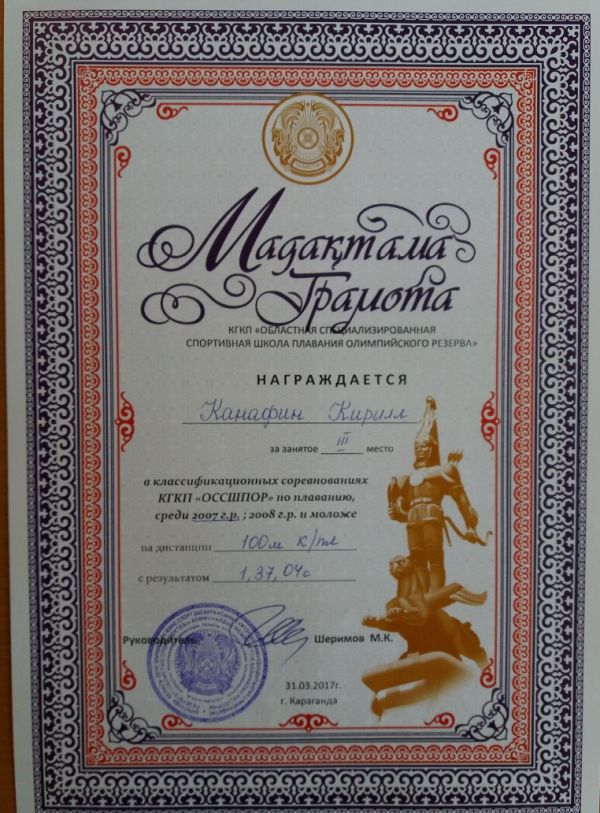 Мадақтама
Грамота
КГКП «ОБЛАСТНАЯ СПЕЦИАЛИЗИРОВАННАЯ
СПОРТИВНАЯ ШКОЛА ПЛАВАНИЯ ОЛИМПИЙСКОГО РЕЗЕРВА»
НАГРАЖДАЕТСЯ
Канафин Кирилл
за занятое III место
в классификационных соревнованиях
КГКП «ОССШПОР» по плаванию,
среди 2007 г.р. ; 2008 г.р. и моложе
на дистанции 100м к/пл
с результатом 1,37,04с
Руководитель Шеримов М.К.
31.03.2017г.
г. Караганда